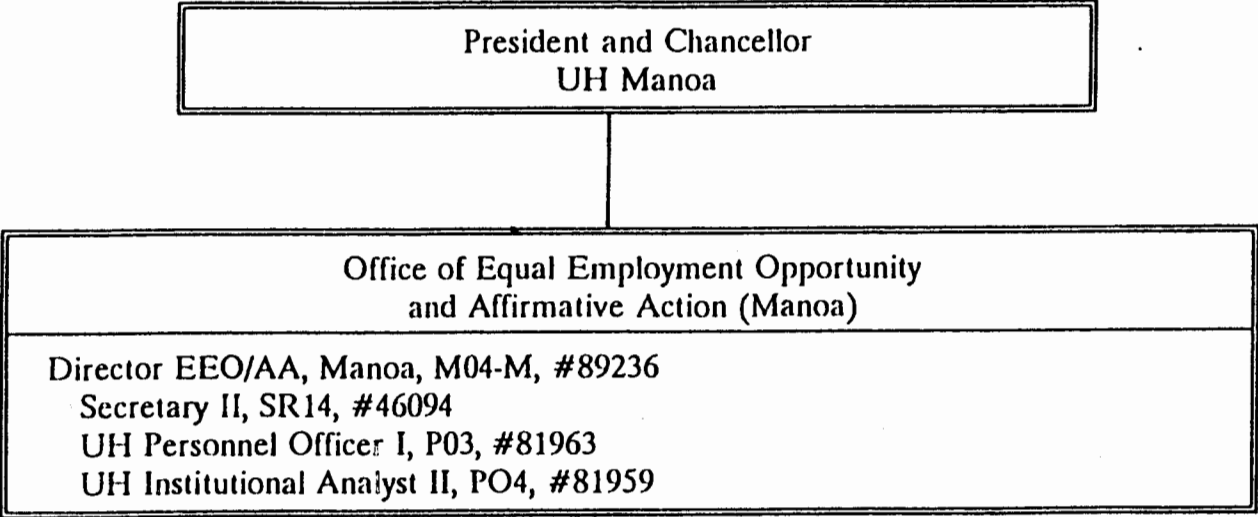 President and Chancellor
UH Manoa
Office of Equal Employment Opportunity
and Affirmative Action (Manoa)
Director EEO/AA, Manoa, M04-M, #89236
Secretary II, SR14, #46094
UH Personnel Officer I, P03, #81963
UH Institutional Analyst II, PO4, #81959